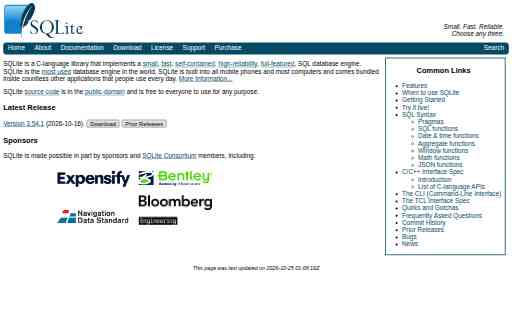 SQLite
Small. Fast. Reliable.
Choose any three.
Home About Documentation Download License Support Purchase Search
SQLite is a C-language library that implements a small, fast, self-contained, high-reliability, full-featured, SQL database engine.
SQLite is the most used database engine in the world. SQLite is built into all mobile phones and most computers and comes bundled
inside countless other applications that people use every day. More Information...
SQLite source code is in the public-domain and is free to everyone to use for any purpose.
Latest Release
Version 3.54.1 (2026-10-16). Download Prior Releases
Sponsors
SQLite is made possible in part by sponsors and SQLite Consortium members, including:
Expensify
Bentley
Bloomberg
Engineering
Navigation
Data Standard
Common Links
Features
When to use SQLite
Getting Started
Try it live!
SQL Syntax
Pragmas
SQL functions
Date & time functions
Aggregate functions
Window functions
Math functions
JSON functions
C/C++ Interface Spec
Introduction
List of C-language APIs
The CLI (Command-Line Interface)
The TCL Interface Spec
Quirks and Gotchas
Frequently Asked Questions
Commit History
Prior Releases
Bugs
News
This page was last updated on 2026-10-25 01:09:16Z